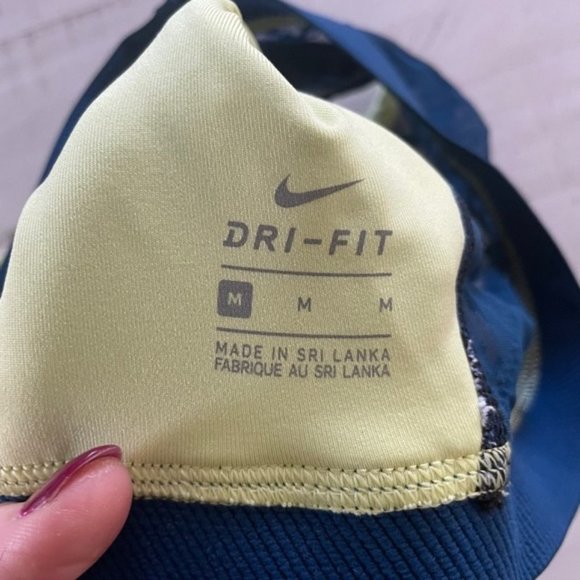 DRI-FIT
M M M
MADE IN SRI LANKA
FABRIQUE AU SRI LANKA